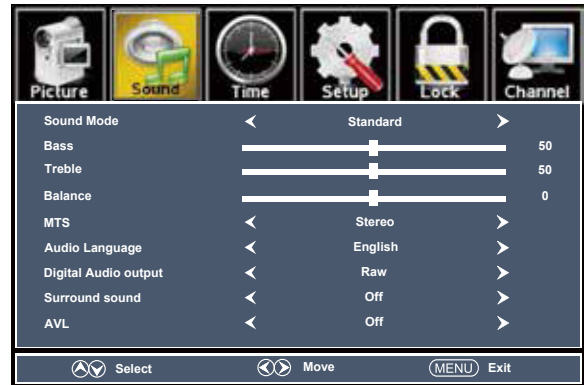 Picture Sound Time Setup Lock Channel
Sound Mode Standard
Bass 50
Treble 50
Balance 0
MTS Stereo
Audio Language English
Digital Audio output Raw
Surround sound Off
AVL Off
Select Move MENU Exit